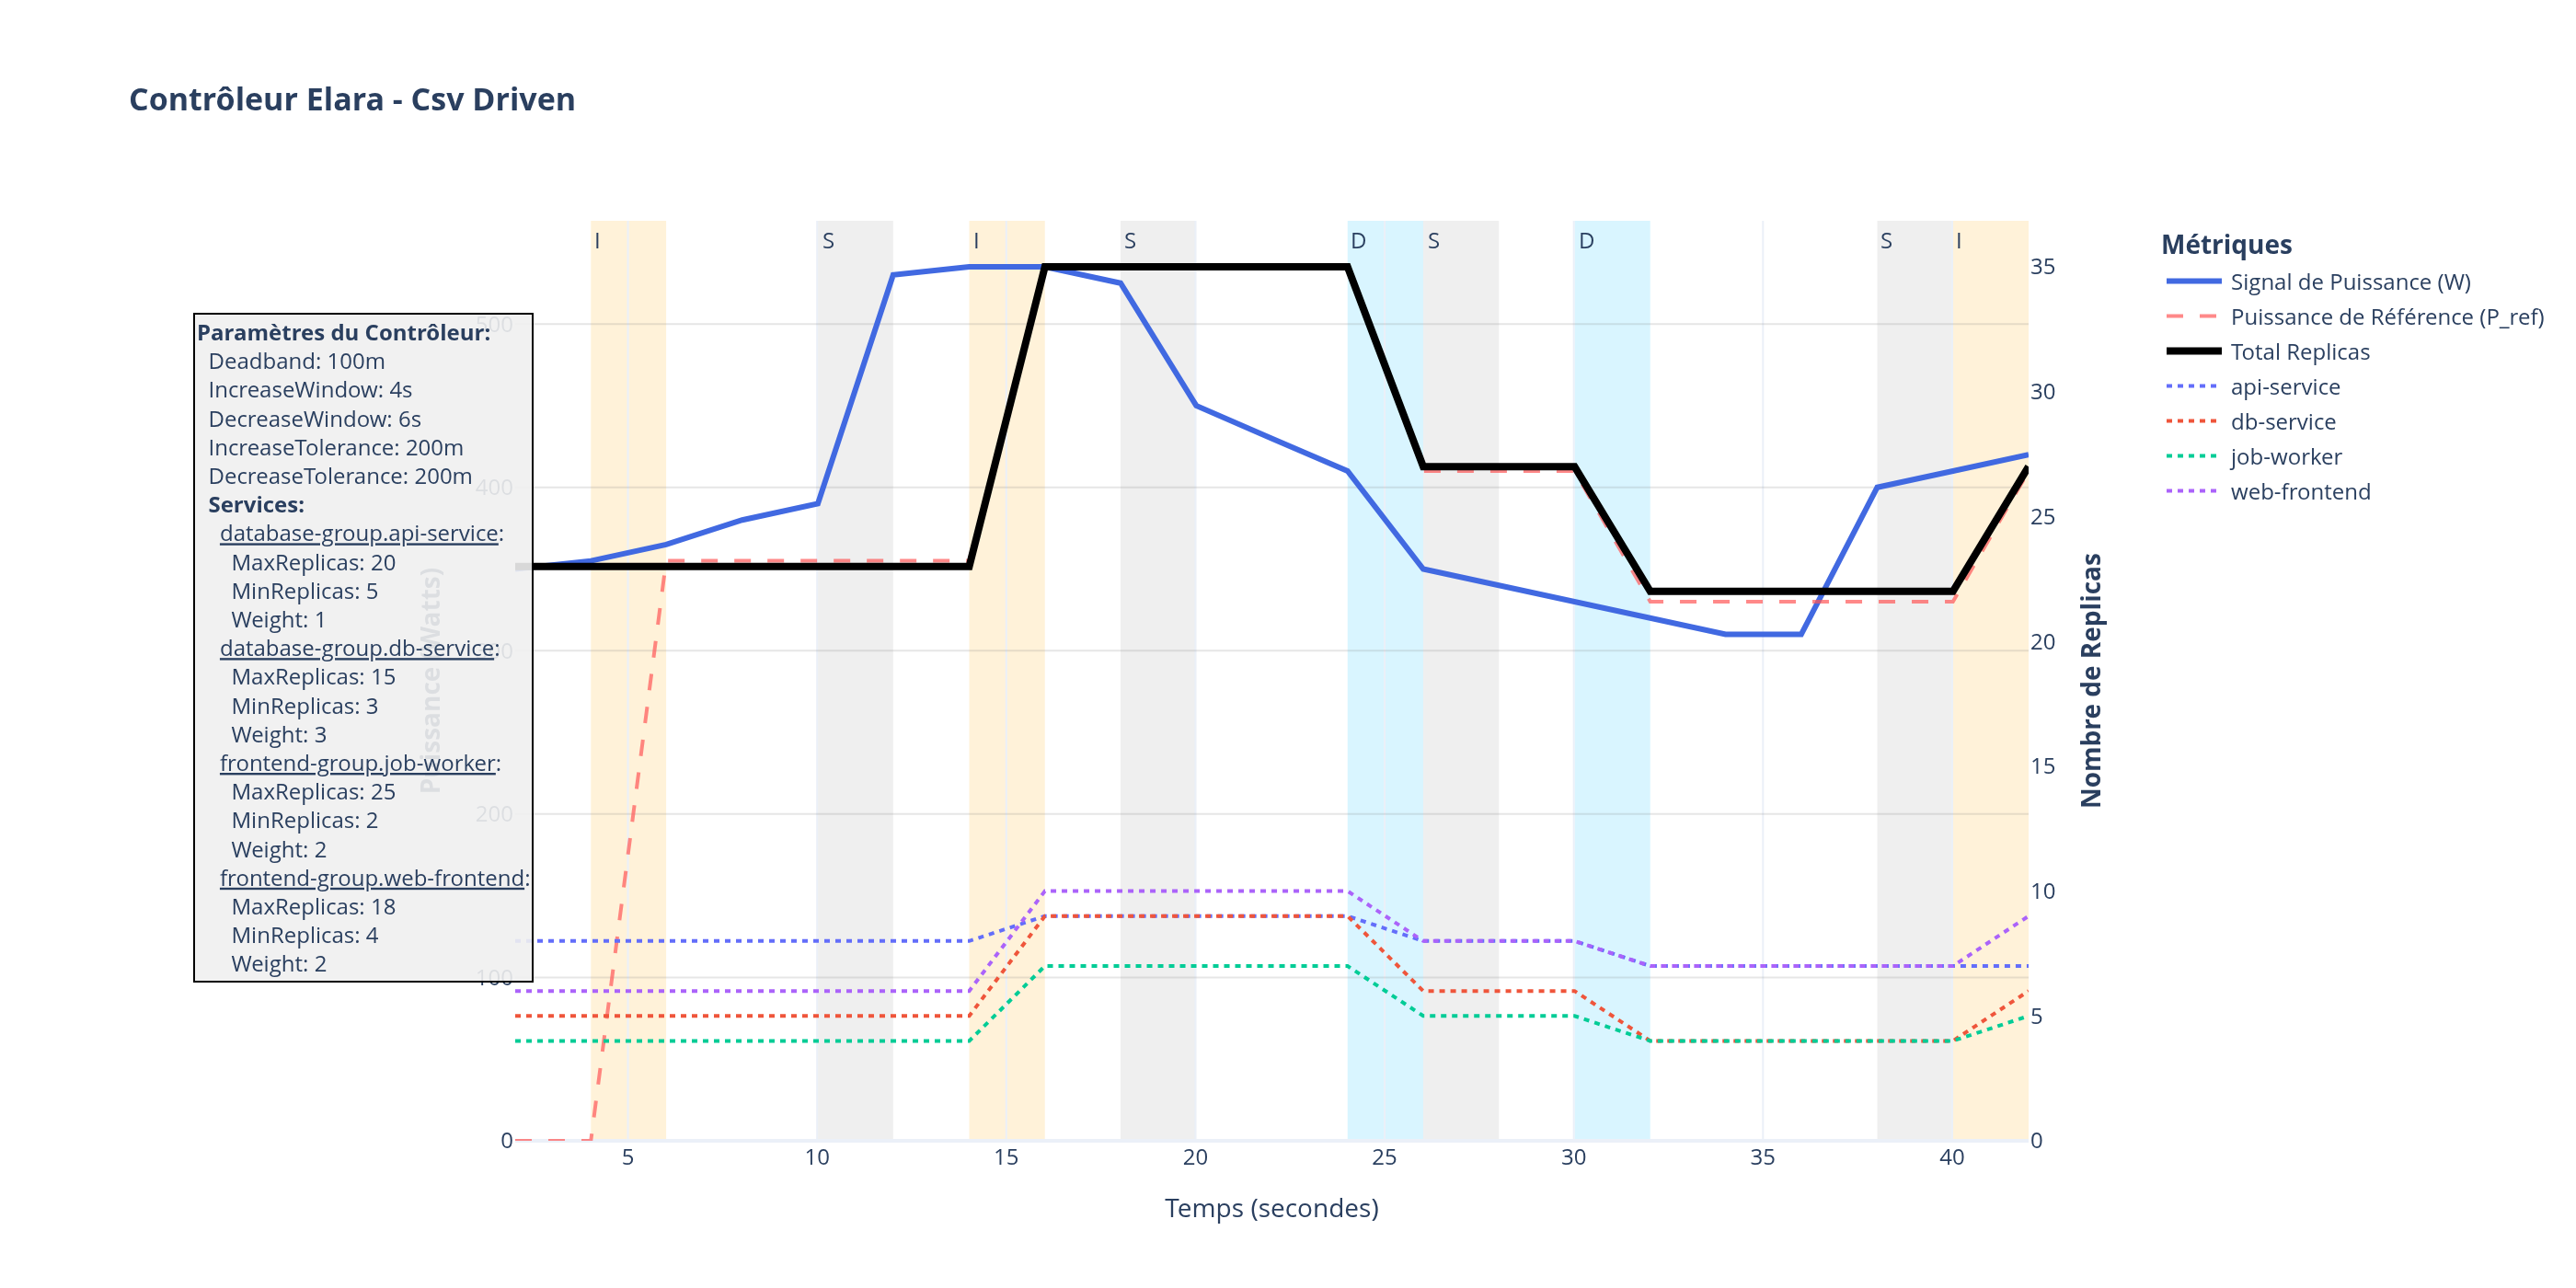 Contrôleur Elara - Csv Driven
I
S
I
S
D
S
D
S
I
Paramètres du Contrôleur:
Deadband: 100m
IncreaseWindow: 4s
DecreaseWindow: 6s
IncreaseTolerance: 200m
DecreaseTolerance: 200m
Services:
database-group.api-service:
MaxReplicas: 20
MinReplicas: 5
Weight: 1
database-group.db-service:
MaxReplicas: 15
MinReplicas: 3
Weight: 3
frontend-group.job-worker:
MaxReplicas: 25
MinReplicas: 2
Weight: 2
frontend-group.web-frontend:
MaxReplicas: 18
MinReplicas: 4
Weight: 2
500
400
200
100
0
Watts)
35
30
25
20
15
10
5
0
Nombre de Replicas
5
10
15
20
25
30
35
40
Temps (secondes)
Métriques
Signal de Puissance (W)
Puissance de Référence (P_ref)
Total Replicas
api-service
db-service
job-worker
web-frontend